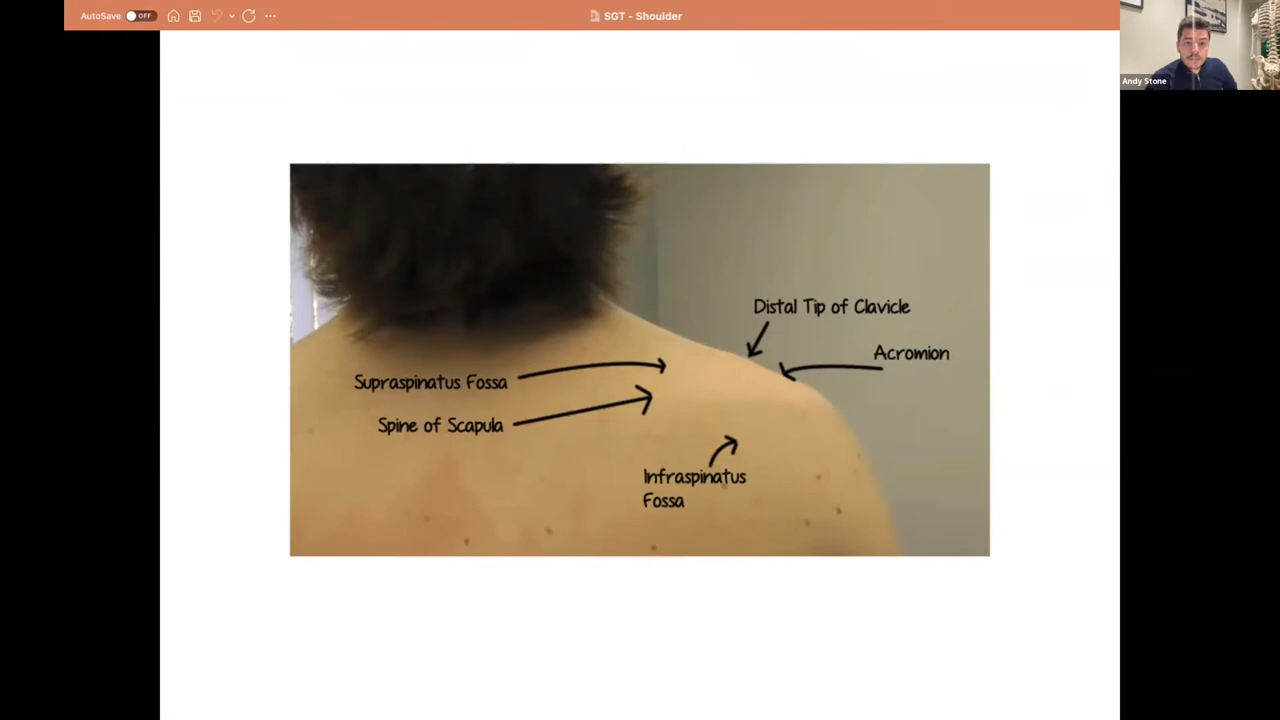 AutoSave OFF
SGT - Shoulder
Andy Stone
Distal Tip of Clavicle
Acromion
Supraspinatus Fossa
Spine of Scapula
Infraspinatus
Fossa